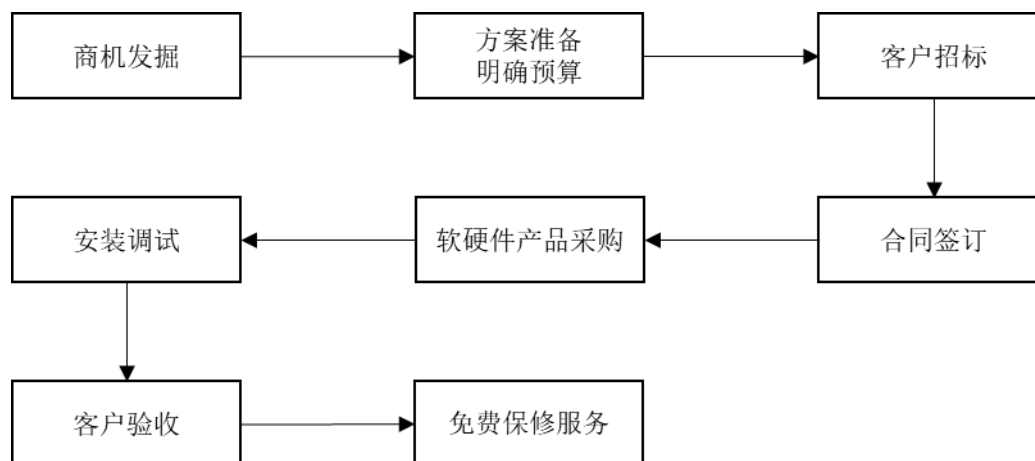 商机发掘
方案准备
明确预算
客户招标
合同签订
软硬件产品采购
安装调试
客户验收
免费保修服务